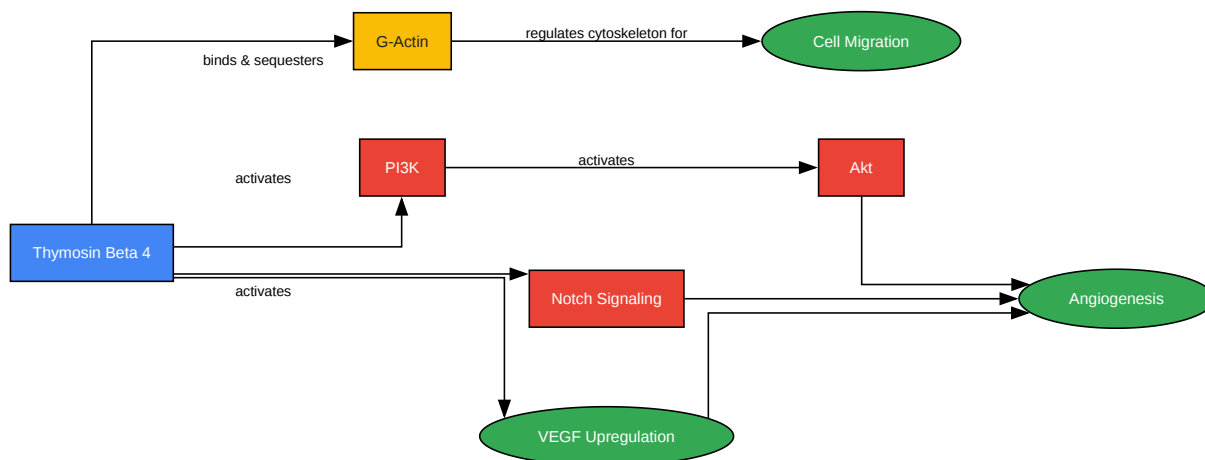 G-Actin
regulates cytoskeleton for
Cell Migration
binds & sequesters
PI3K
activates
Akt
activates
Thymosin Beta 4
activates
Notch Signaling
Angiogenesis
VEGF Upregulation